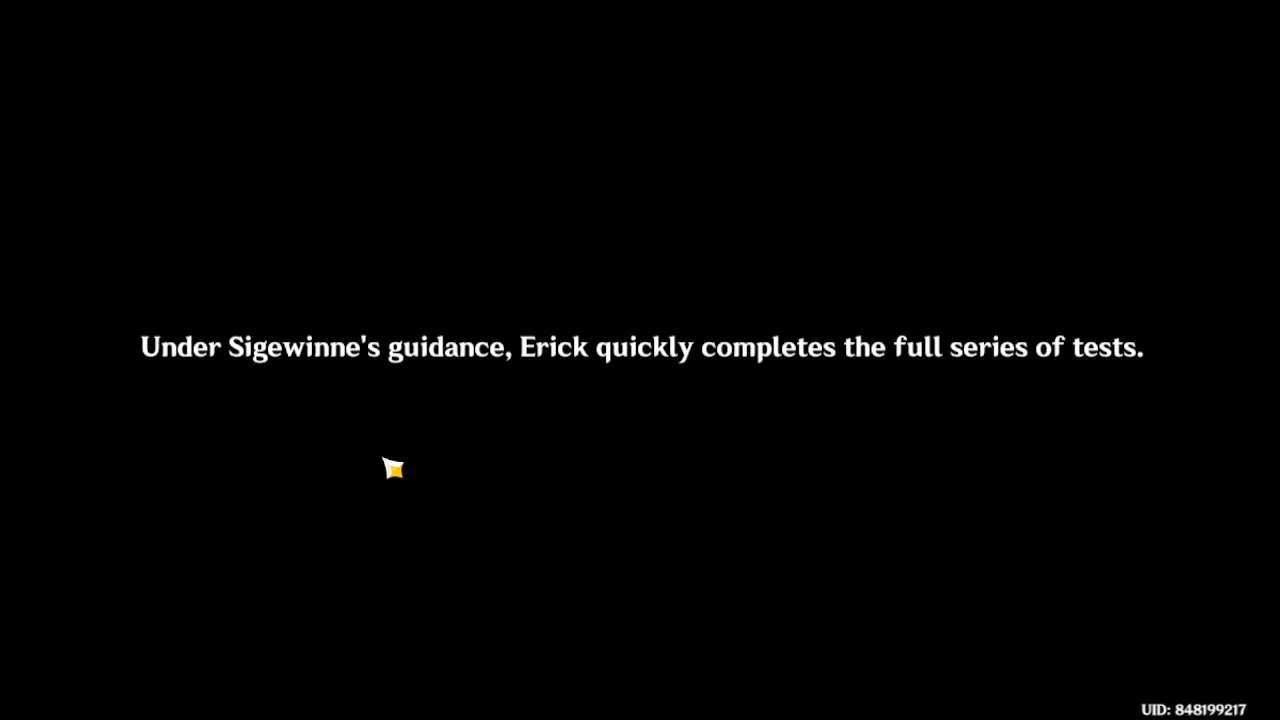 Under Sigewinne's guidance, Erick quickly completes the full series of tests.
UID: 848199217